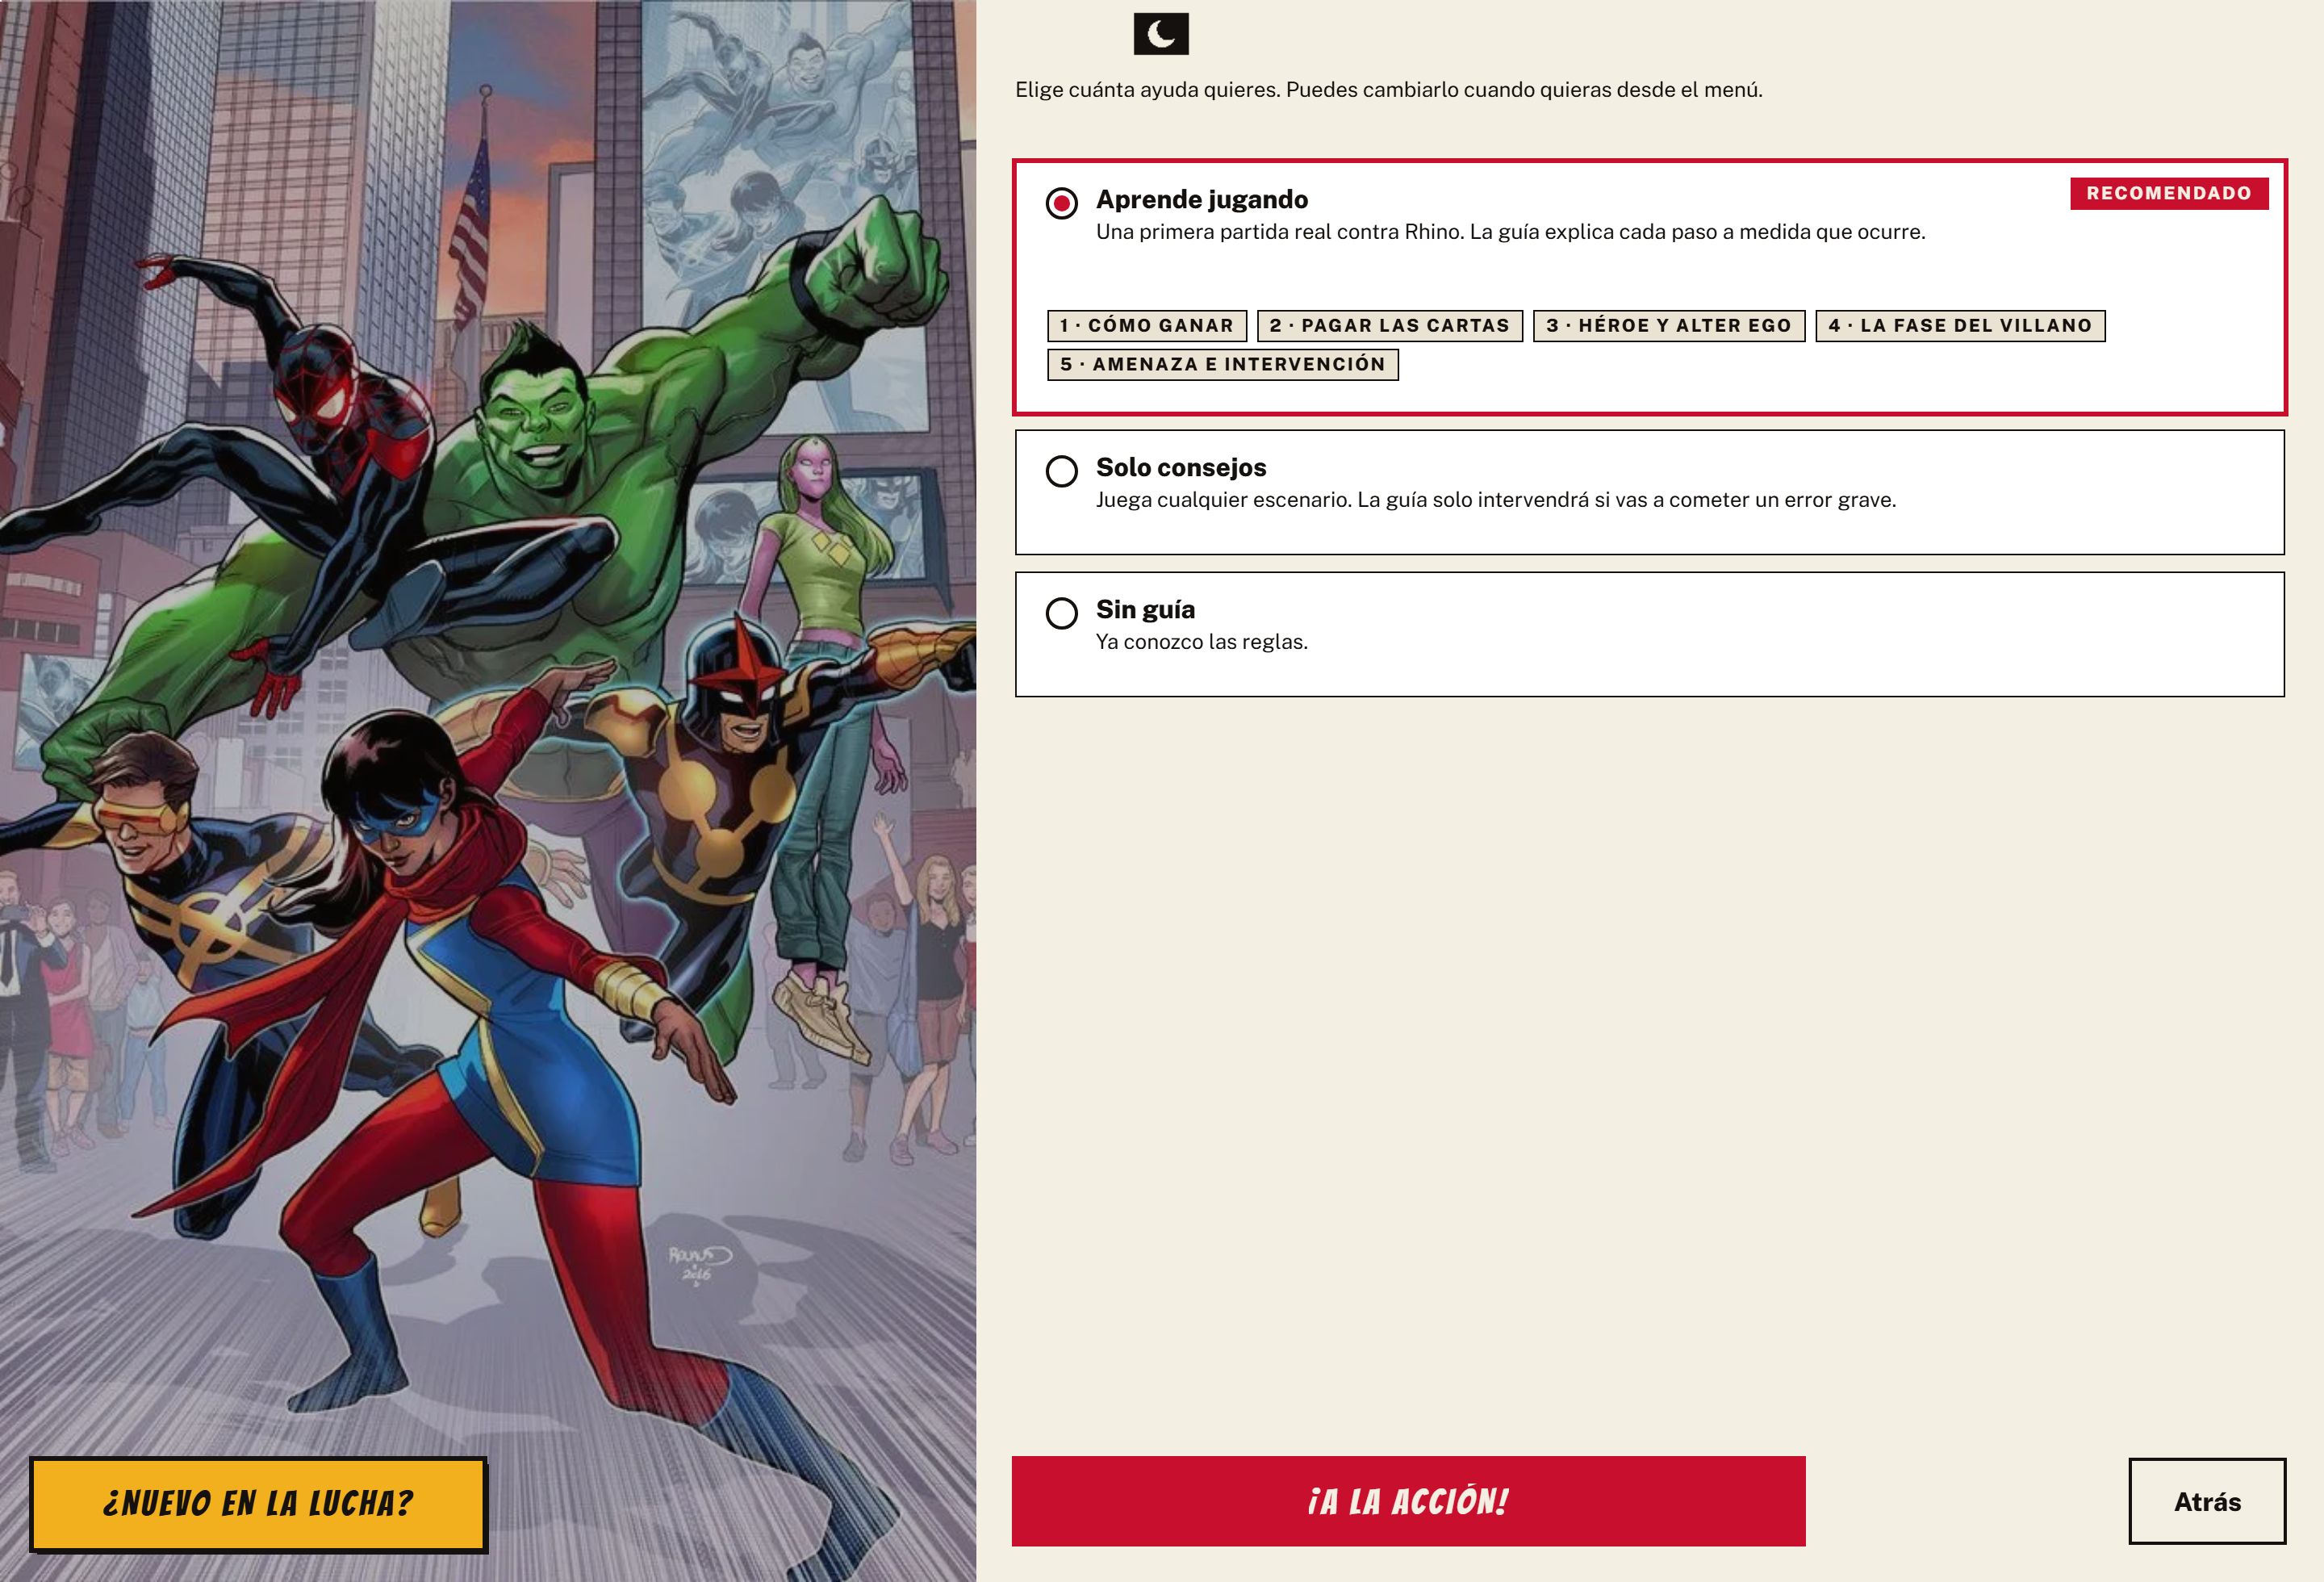 Elige cuánta ayuda quieres. Puedes cambiarlo cuando quieras desde el menú.
Aprende jugando
RECOMENDADO
Una primera partida real contra Rhino. La guía explica cada paso a medida que ocurre.
1 · CÓMO GANAR
2 · PAGAR LAS CARTAS
3 · HÉROE Y ALTER EGO
4 · LA FASE DEL VILLANO
5 · AMENAZA E INTERVENCIÓN
Solo consejos
Juega cualquier escenario. La guía solo intervendrá si vas a cometer un error grave.
Sin guía
Ya conozco las reglas.
2016
¿NUEVO EN LA LUCHA?
¡A LA ACCIÓN!
Atrás